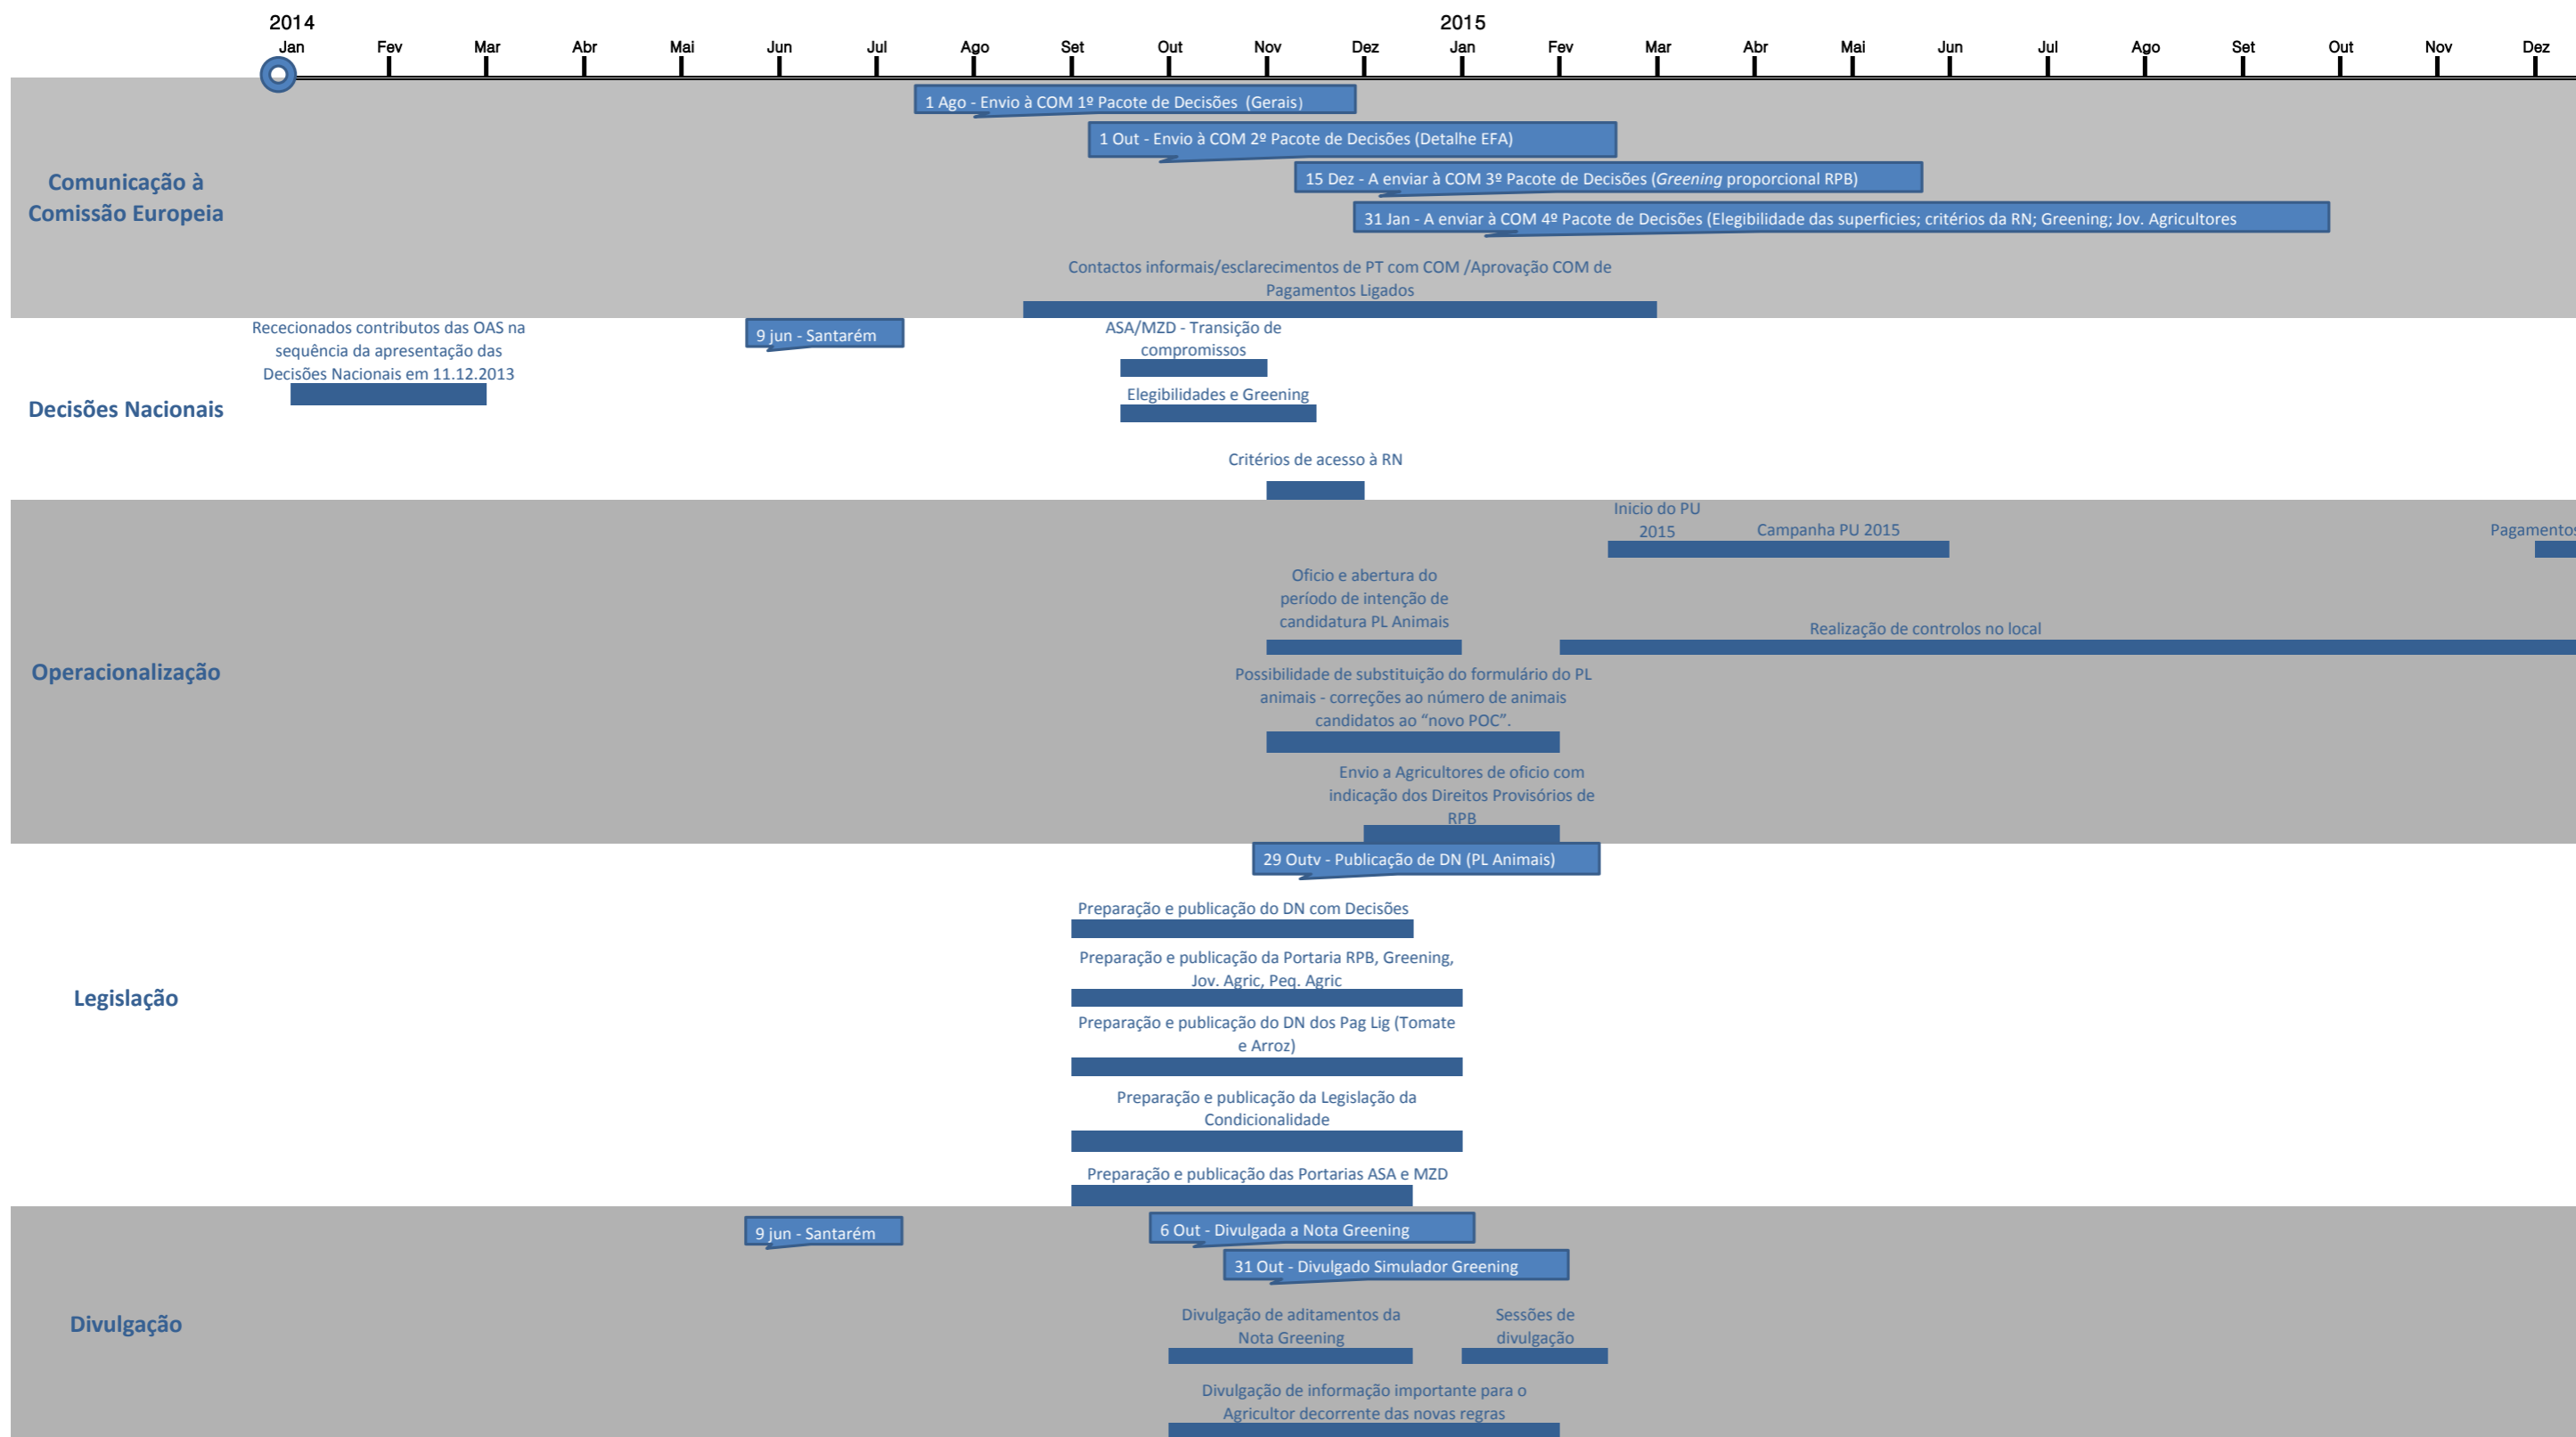 2014
2015
Jan Fev Mar Abr Mai Jun Jul Ago Set Out Nov Dez Jan Fev Mar Abr Mai Jun Jul Ago Set Out Nov Dez
Comunicação à
Comissão Europeia
1 Ago - Envio à COM 1º Pacote de Decisões (Gerais)
1 Out - Envio à COM 2º Pacote de Decisões (Detalhe EFA)
15 Dez - A enviar à COM 3º Pacote de Decisões (Greening proporcional RPB)
31 Jan - A enviar à COM 4º Pacote de Decisões (Elegibilidade das superficies; critérios da RN; Greening; Jov. Agricultores
Contactos informais/esclarecimentos de PT com COM /Aprovação COM de
Pagamentos Ligados
Decisões Nacionais
Rececionados contributos das OAS na
sequência da apresentação das
Decisões Nacionais em 11.12.2013
9 jun - Santarém
ASA/MZD - Transição de
compromissos
Elegibilidades e Greening
Critérios de acesso à RN
Operacionalização
Inicio do PU
2015
Campanha PU 2015
Pagamentos
Oficio e abertura do
período de intenção de
candidatura PL Animais
Realização de controlos no local
Possibilidade de substituição do formulário do PL
animais - correções ao número de animais
candidatos ao “novo POC”.
Envio a Agricultores de oficio com
indicação dos Direitos Provisórios de
RPB
Legislação
29 Outv - Publicação de DN (PL Animais)
Preparação e publicação do DN com Decisões
Preparação e publicação da Portaria RPB, Greening,
Jov. Agric, Peq. Agric
Preparação e publicação do DN dos Pag Lig (Tomate
e Arroz)
Preparação e publicação da Legislação da
Condicionalidade
Preparação e publicação das Portarias ASA e MZD
Divulgação
9 jun - Santarém
6 Out - Divulgada a Nota Greening
31 Out - Divulgado Simulador Greening
Divulgação de aditamentos da
Nota Greening
Sessões de
divulgação
Divulgação de informação importante para o
Agricultor decorrente das novas regras